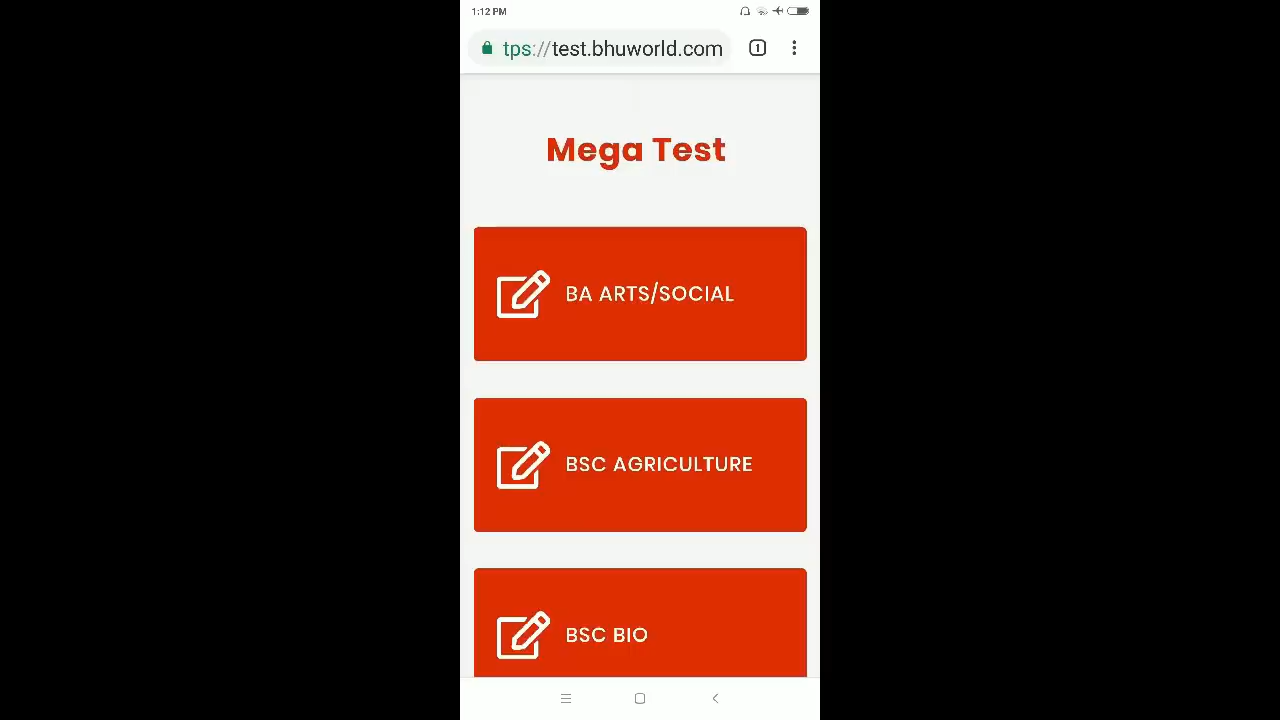 1:12 PM
tps://test.bhuworld.com
1
Mega Test
BA ARTS/SOCIAL
BSC AGRICULTURE
BSC BIO